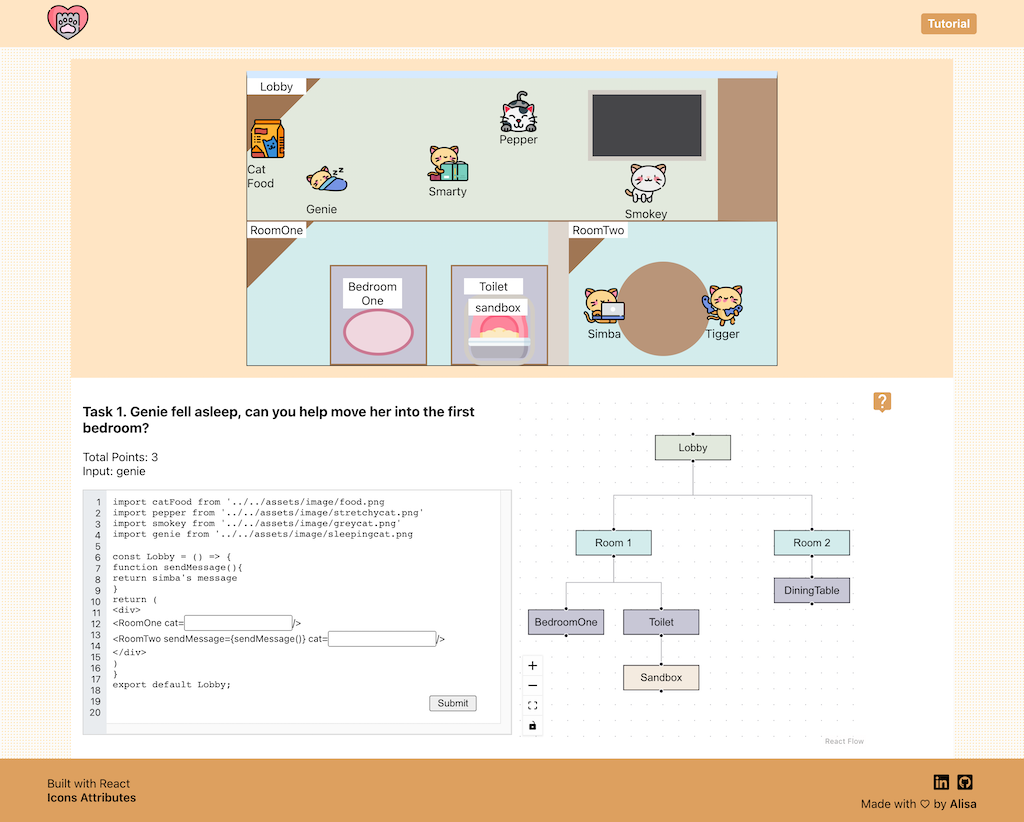 Tutorial
Lobby
Pepper
Cat
Food
Smarty
Genie
Smokey
RoomOne
RoomTwo
Bedroom
One
Toilet
sandbox
Simba
Tigger
Task 1. Genie fell asleep, can you help move her into the first
bedroom?
Total Points: 3
Input: genie
1 import catFood from '../../assets/image/food.png
2 import pepper from '../../assets/image/stretchycat.png'
3 import smokey from '../../assets/image/greycat.png'
4 import genie from '../../assets/image/sleepingcat.png
5
6 const Lobby = () => {
7 function sendMessage(){
8 return simba's message
9 }
10 return (
11 <div>
12 <RoomOne cat= />
13 <RoomTwo sendMessage={sendMessage()} cat= />
14
15 </div>
16 )
17 }
18 export default Lobby;
19
20
Submit
?
Lobby
Room 1
Room 2
DiningTable
BedroomOne
Toilet
Sandbox
React Flow
Built with React
Icons Attributes
Made with ♡ by Alisa